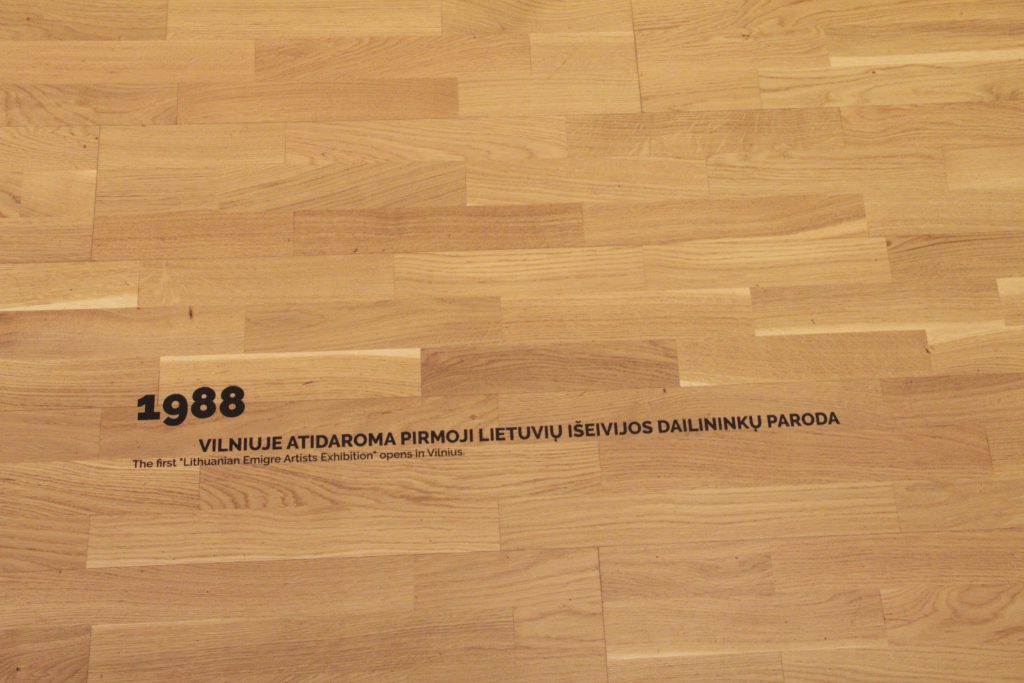 1988
VILNIUJE ATIDAROMA PIRMOJI LIETUVIŲ IŠEIVIJOS DAILININKŲ PARODA
The first "Lithuanian Emigre Artists Exhibition" opens in Vilnius.